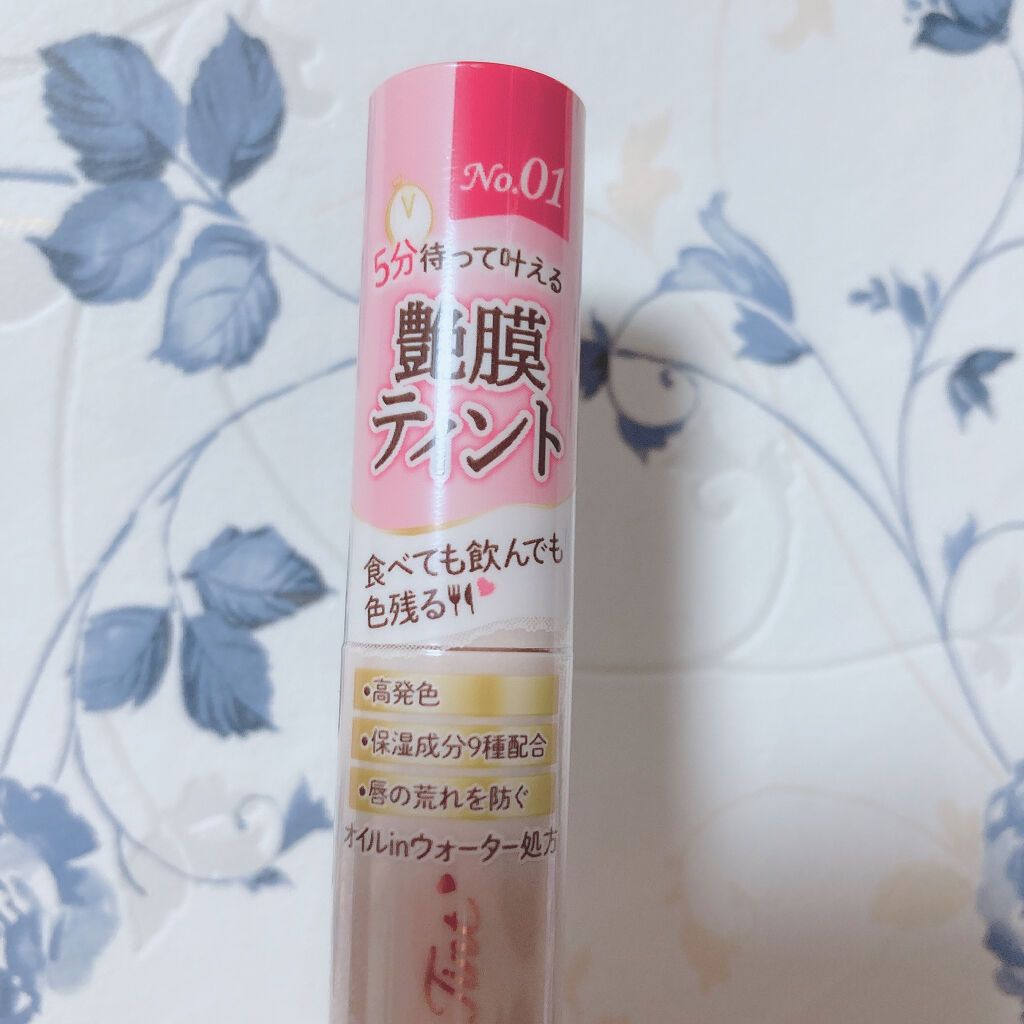 No.01
5分待って叶える
艶膜
ティント
食べても飲んでも
色残る
•高発色
•保湿成分9種配合
•唇の荒れを防ぐ
オイルinウォーター処方